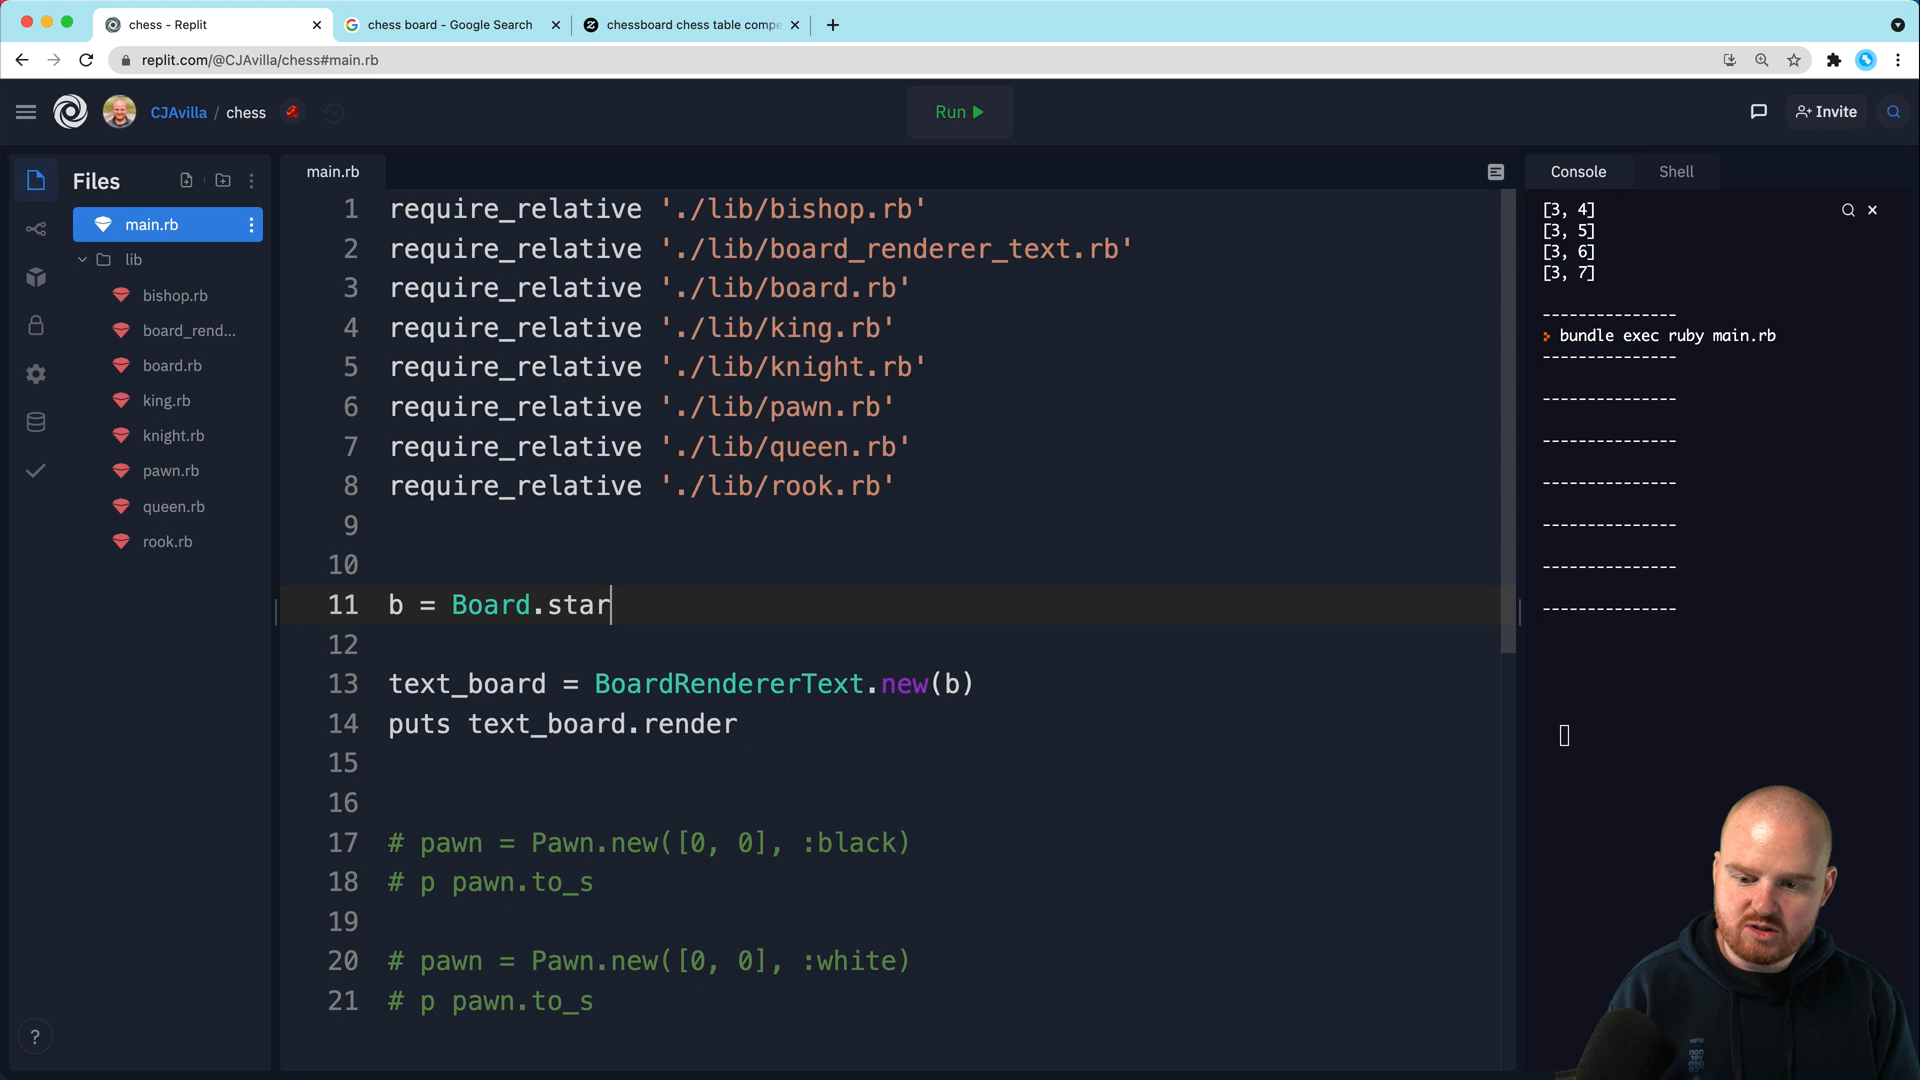 chess - Replit
chess board - Google Search
chessboard chess table compe
replit.com/@CJAvilla/chess#main.rb
CJAvilla / chess
Run
Invite
Files
main.rb
lib
bishop.rb
board_rend...
board.rb
king.rb
knight.rb
pawn.rb
queen.rb
rook.rb
?
main.rb
1 require_relative './lib/bishop.rb'
2 require_relative './lib/board_renderer_text.rb'
3 require_relative './lib/board.rb'
4 require_relative './lib/king.rb'
5 require_relative './lib/knight.rb'
6 require_relative './lib/pawn.rb'
7 require_relative './lib/queen.rb'
8 require_relative './lib/rook.rb'
9
10
11 b = Board.star
12
13 text_board = BoardRendererText.new(b)
14 puts text_board.render
15
16
17 # pawn = Pawn.new([0, 0], :black)
18 # p pawn.to_s
19
20 # pawn = Pawn.new([0, 0], :white)
21 # p pawn.to_s
Console
Shell
[3, 4]
[3, 5]
[3, 6]
[3, 7]
---------------
> bundle exec ruby main.rb
---------------
---------------
---------------
---------------
---------------
---------------
---------------